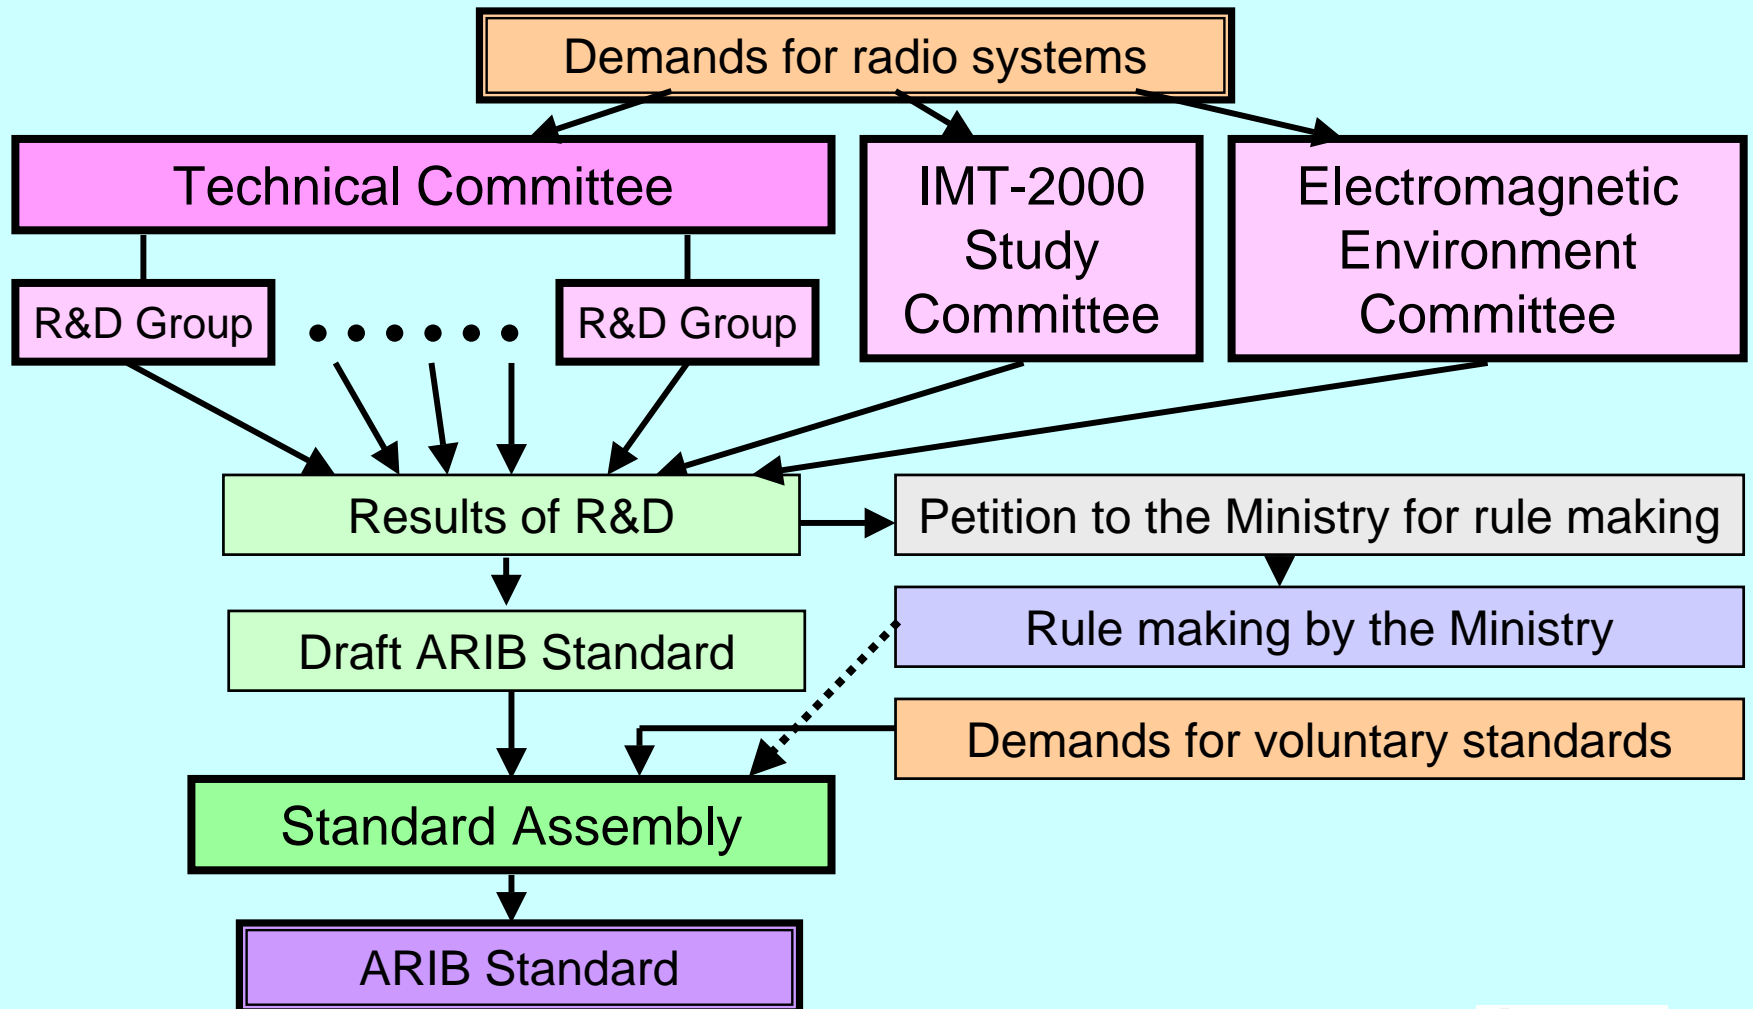 Demands for radio systems
Technical Committee
IMT-2000
Study
Committee
Electromagnetic
Environment
Committee
R&D Group
R&D Group
Results of R&D
Petition to the Ministry for rule making
Draft ARIB Standard
Rule making by the Ministry
Demands for voluntary standards
Standard Assembly
ARIB Standard